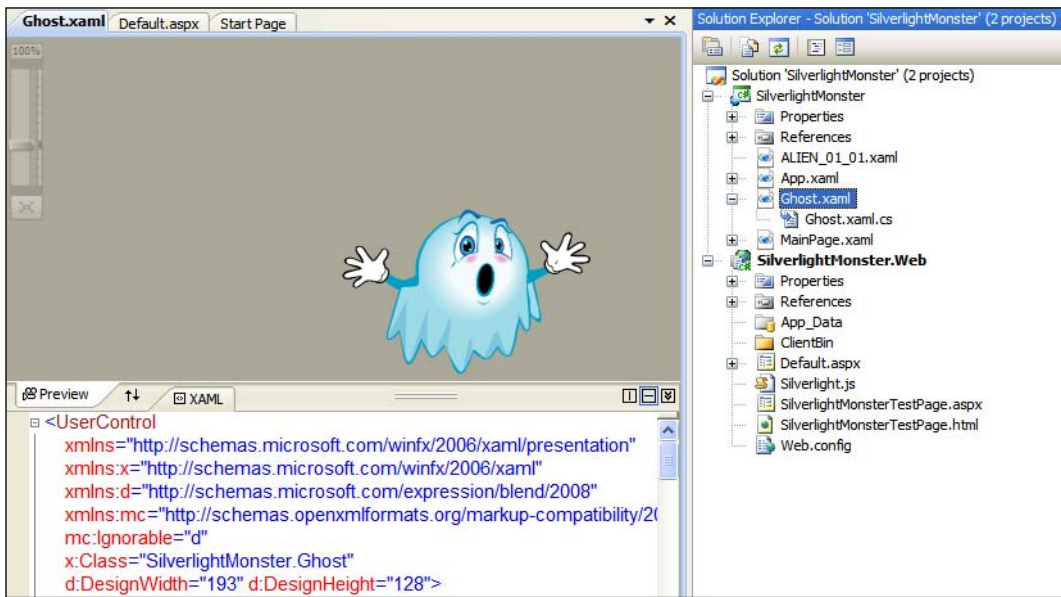 Ghost.xaml Default.aspx Start Page
100%
Preview XAML
<UserControl
xmlns="http://schemas.microsoft.com/winfx/2006/xaml/presentation"
xmlns:x="http://schemas.microsoft.com/winfx/2006/xaml"
xmlns:d="http://schemas.microsoft.com/expression/blend/2008"
xmlns:mc="http://schemas.openxmlformats.org/markup-compatibility/20
mc:Ignorable="d"
x:Class="SilverlightMonster.Ghost"
d:DesignWidth="193" d:DesignHeight="128">
Solution Explorer - Solution 'SilverlightMonster' (2 projects)
Solution 'SilverlightMonster' (2 projects)
SilverlightMonster
Properties
References
ALIEN_01_01.xaml
App.xaml
Ghost.xaml
Ghost.xaml.cs
MainPage.xaml
SilverlightMonster.Web
Properties
References
App_Data
ClientBin
Default.aspx
Silverlight.js
SilverlightMonsterTestPage.aspx
SilverlightMonsterTestPage.html
Web.config